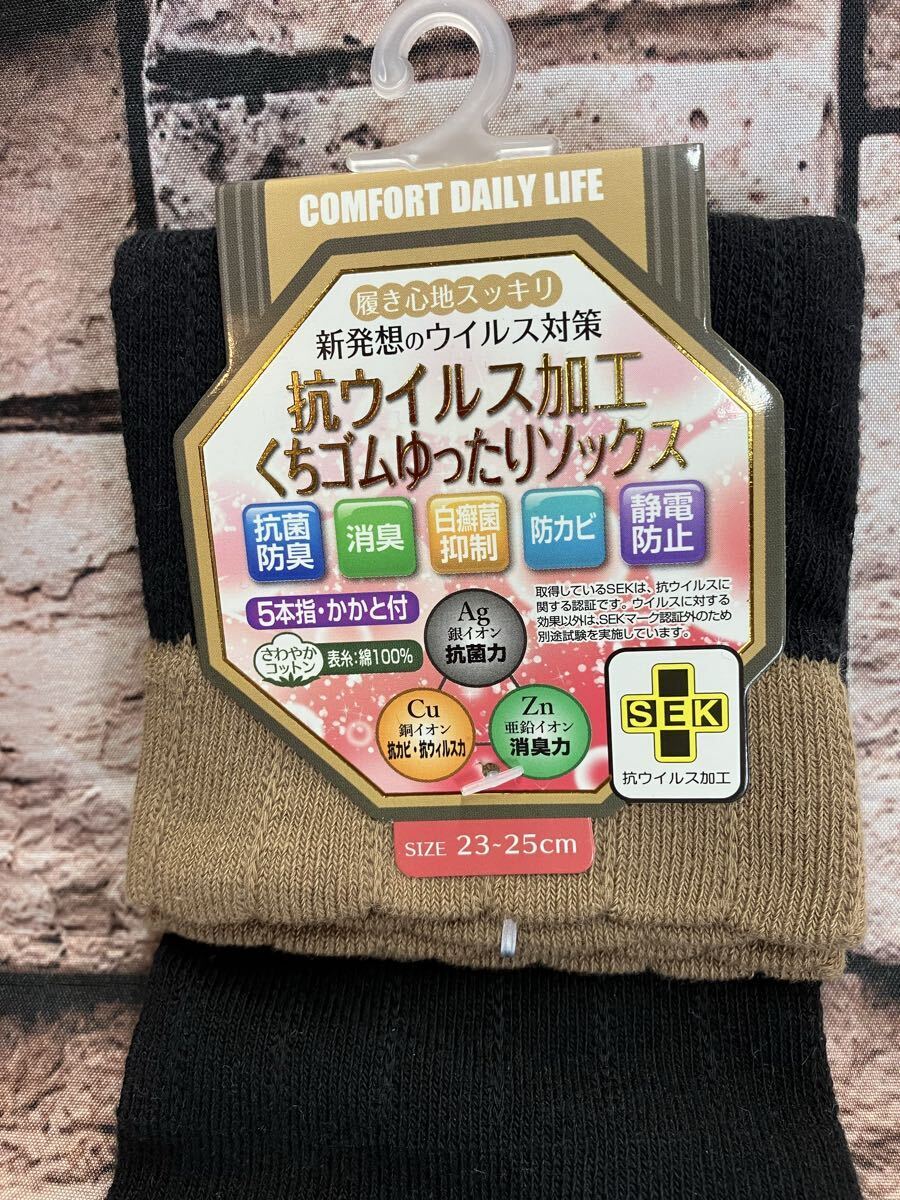 COMFORT DAILY LIFE
履き心地スッキリ
新発想のウイルス対策
抗ウイルス加工
くちゴムゆったりソックス
抗菌
防臭
消臭
白癬菌
抑制
防カビ
静電
防止
5本指・かかと付
取得しているSEKは、抗ウイルスに
関する認証です。ウイルスに対する
効果以外は、SEKマーク認証外のため
別途試験を実施しています。
さわやか
コットン
表糸:綿100%
Ag
銀イオン
抗菌力
Cu
銅イオン
抗カビ・抗ウィルス力
Zn
亜鉛イオン
消臭力
SEK
抗ウイルス加工
SIZE 23~25cm